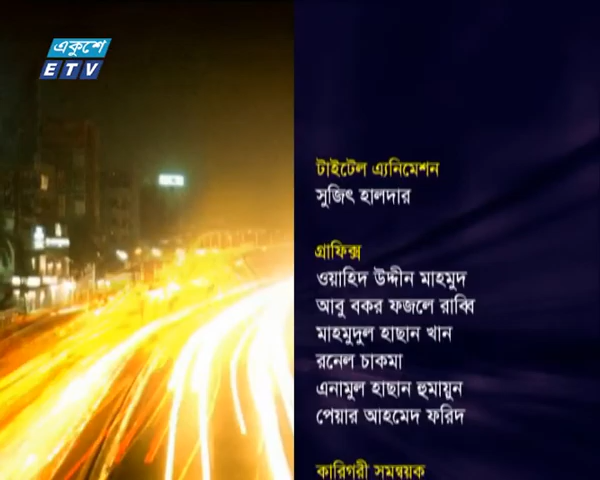 একুশে
ETV
টাইটেল এ্যনিমেশন
সুজিৎ হালদার
গ্রাফিক্স
ওয়াহিদ উদ্দীন মাহমুদ
আবু বকর ফজলে রাব্বি
মাহমুদুল হাছান খান
রনেল চাকমা
এনামুল হাছান হুমায়ুন
পেয়ার আহমেদ ফরিদ
কারিগরী সমন্বয়ক